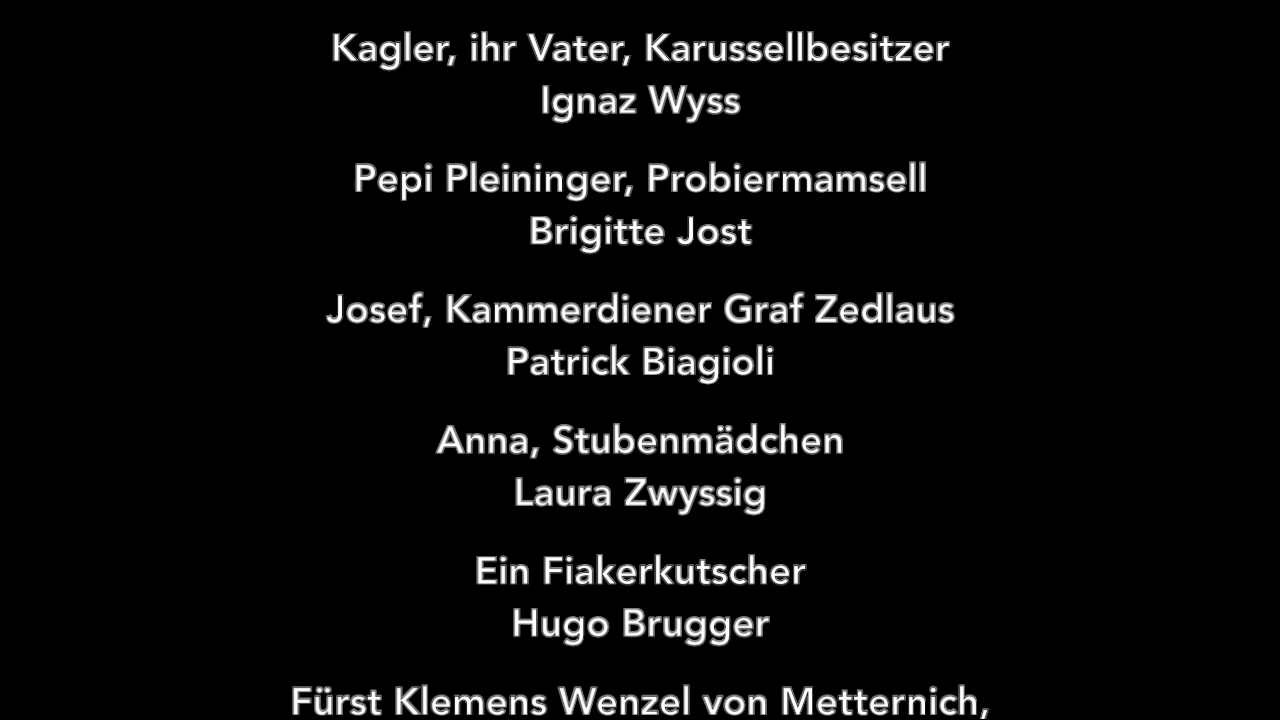 Kagler, ihr Vater, Karussellbesitzer
Ignaz Wyss
Pepi Pleininger, Probiermamsell
Brigitte Jost
Josef, Kammerdiener Graf Zedlaus
Patrick Biagioli
Anna, Stubenmädchen
Laura Zwyssig
Ein Fiakerkutscher
Hugo Brugger
Fürst Klemens Wenzel von Metternich,